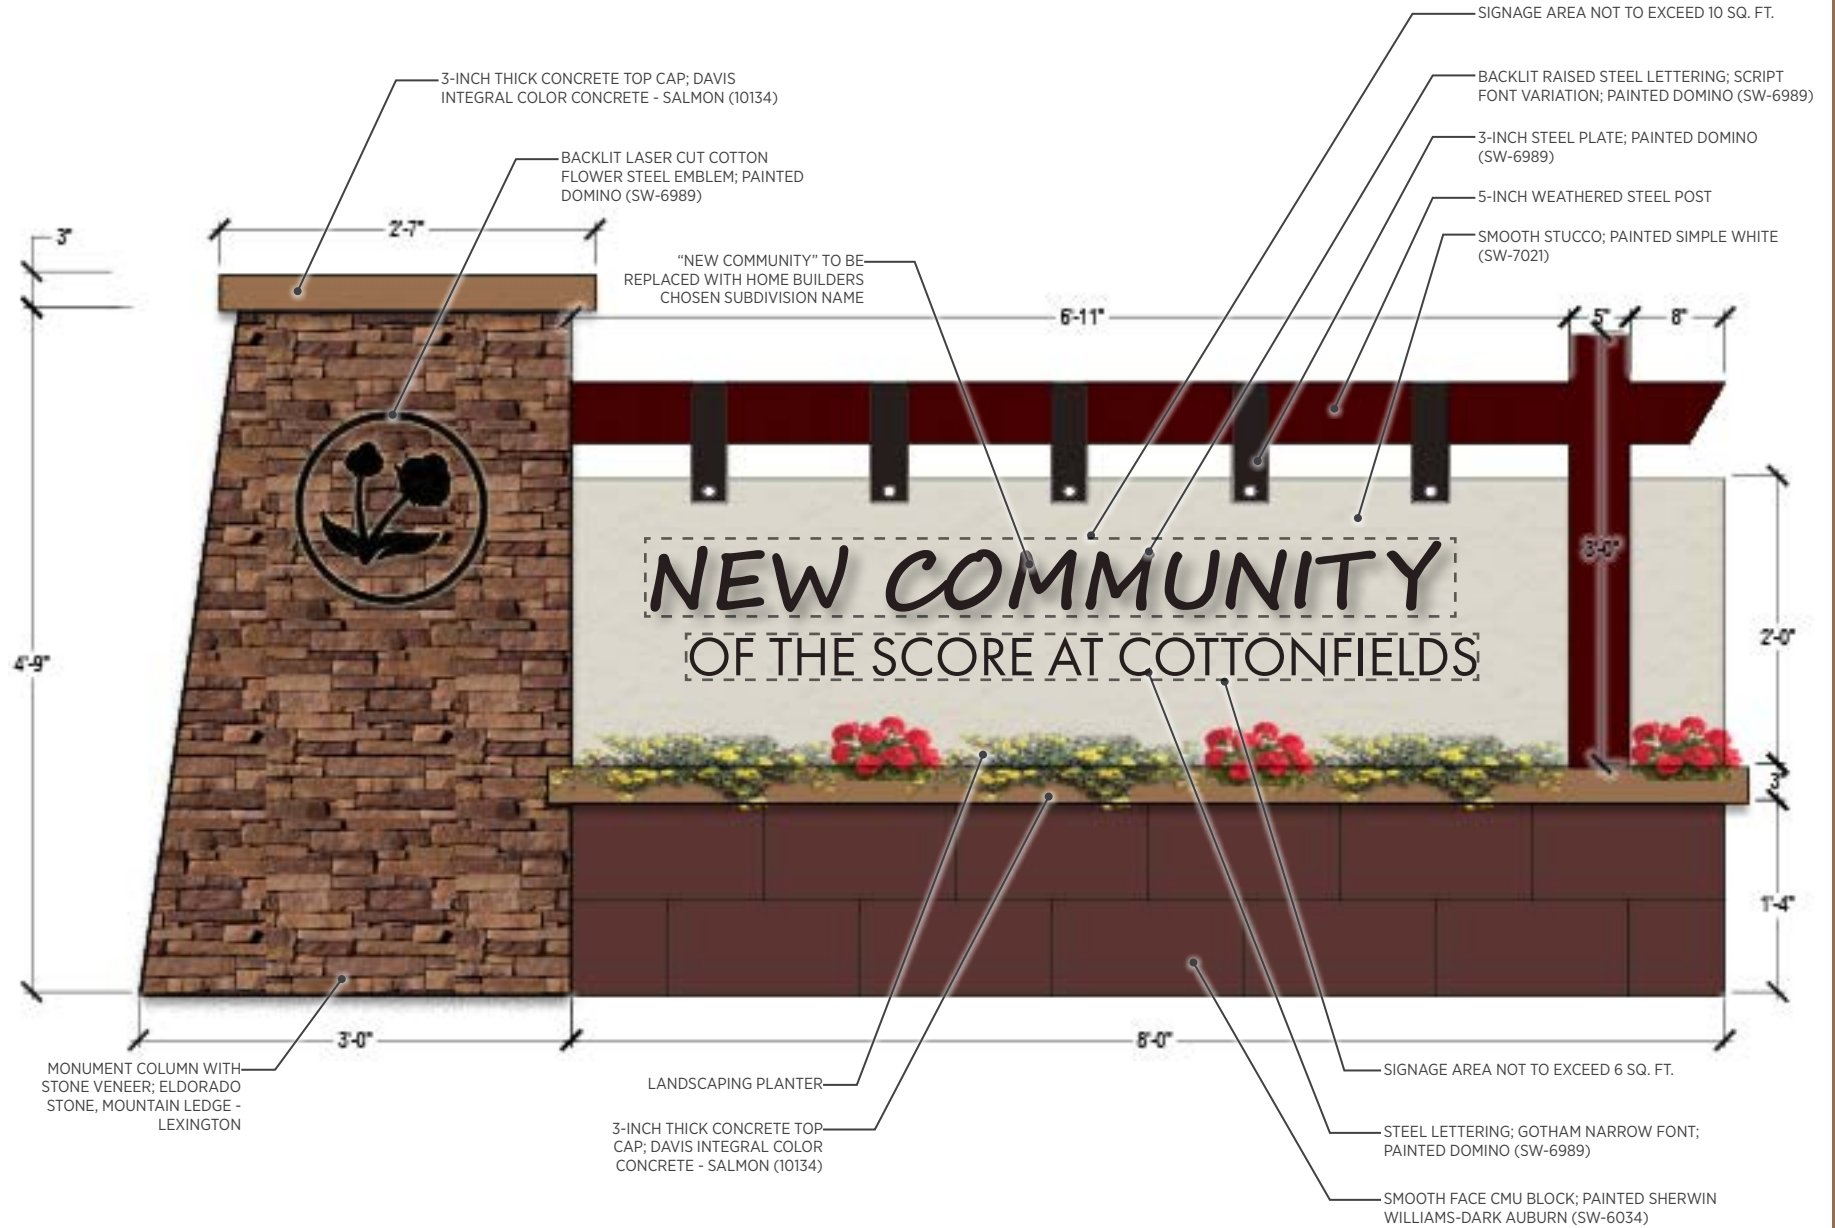 SIGNAGE AREA NOT TO EXCEED 10 SQ. FT.
3-INCH THICK CONCRETE TOP CAP; DAVIS
INTEGRAL COLOR CONCRETE - SALMON (10134)
BACKLIT RAISED STEEL LETTERING; SCRIPT
FONT VARIATION; PAINTED DOMINO (SW-6989)
BACKLIT LASER CUT COTTON
FLOWER STEEL EMBLEM; PAINTED
DOMINO (SW-6989)
3-INCH STEEL PLATE; PAINTED DOMINO
(SW-6989)
5-INCH WEATHERED STEEL POST
SMOOTH STUCCO; PAINTED SIMPLE WHITE
(SW-7021)
3"
2'-7"
“NEW COMMUNITY” TO BE
REPLACED WITH HOME BUILDERS
CHOSEN SUBDIVISION NAME
6'-11"
5"
8"
3'-0"
NEW COMMUNITY
OF THE SCORE AT COTTONFIELDS
4'-9"
2'-0"
3"
1'-4"
3'-0"
8'-0"
MONUMENT COLUMN WITH
STONE VENEER; ELDORADO
STONE, MOUNTAIN LEDGE -
LEXINGTON
LANDSCAPING PLANTER
3-INCH THICK CONCRETE TOP
CAP; DAVIS INTEGRAL COLOR
CONCRETE - SALMON (10134)
SIGNAGE AREA NOT TO EXCEED 6 SQ. FT.
STEEL LETTERING; GOTHAM NARROW FONT;
PAINTED DOMINO (SW-6989)
SMOOTH FACE CMU BLOCK; PAINTED SHERWIN
WILLIAMS-DARK AUBURN (SW-6034)